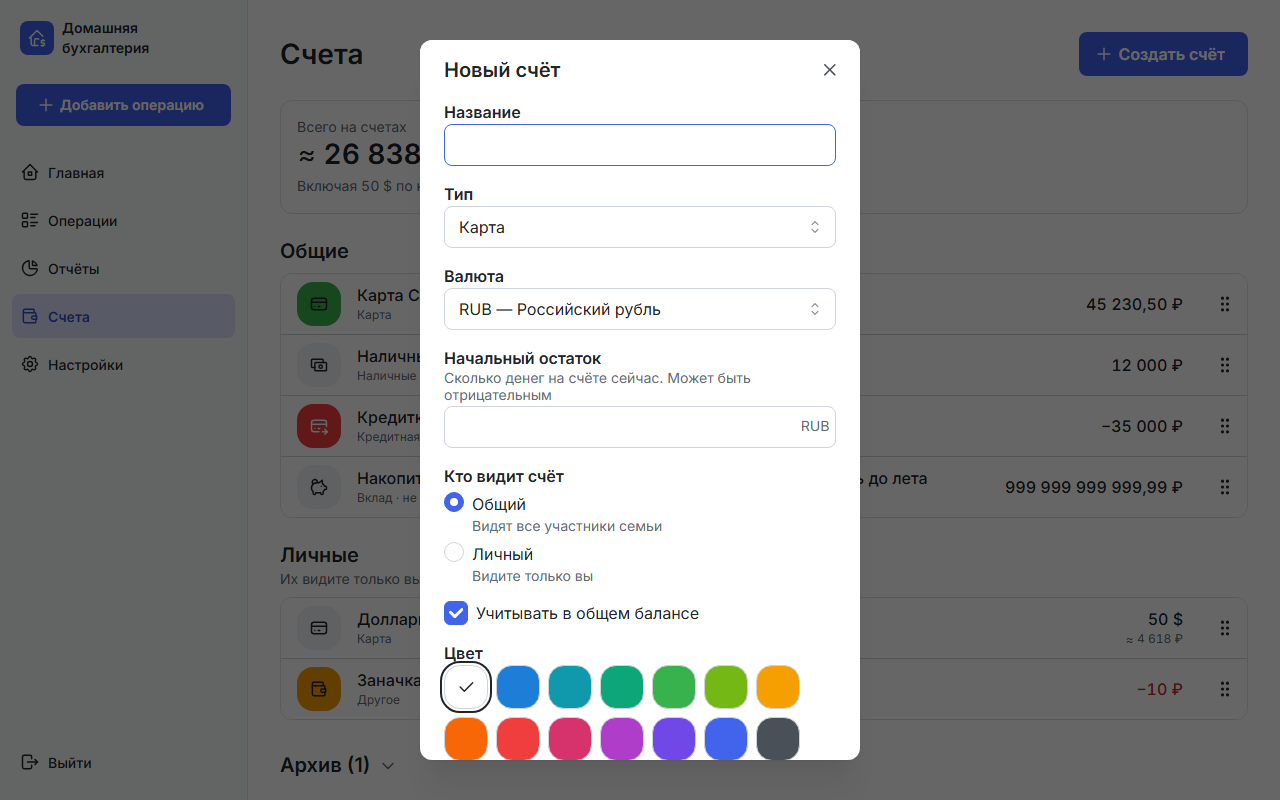 Домашняя
бухгалтерия
Добавить операцию
Главная
Операции
Отчёты
Счета
Настройки
Выйти
Счета
Создать счёт
Всего на счетах
≈ 26 838
Включая 50 $ по
Общие
Карта
Карта
45 230,50 ₽
Наличные
12 000 ₽
Кредитная
−35 000 ₽
Вклад · не
до лета
999 999 999 999,99 ₽
Личные
Их видите только вы
Карта
50 $
≈ 4 618 ₽
Заначка
Другое
−10 ₽
Архив (1)
Новый счёт
Название
Тип
Карта
Валюта
RUB — Российский рубль
Начальный остаток
Сколько денег на счёте сейчас. Может быть
отрицательным
RUB
Кто видит счёт
Общий
Видят все участники семьи
Личный
Видите только вы
Учитывать в общем балансе
Цвет